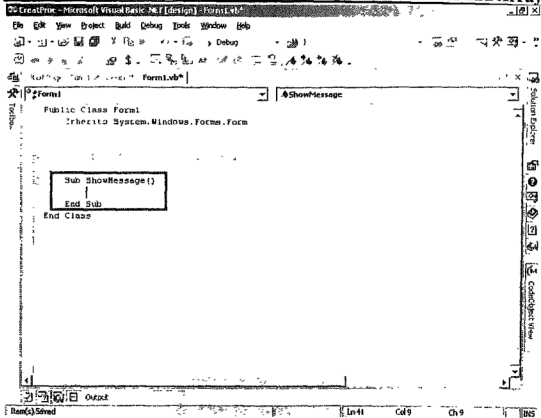 CreatProc - Microsoft Visual Basic .NET [design] - Form1.vb*
File Edit View Project Build Debug Tools Window Help
Debug
Form1.vb*
Form1
ShowMessage
Toolbox
Solution Explorer
Public Class Form1
Inherits System.Windows.Forms.Form
Sub ShowMessage()
End Sub
End Class
Object View
Output
Item(s) Saved
Ln 41 Col 9 Ch 9 INS